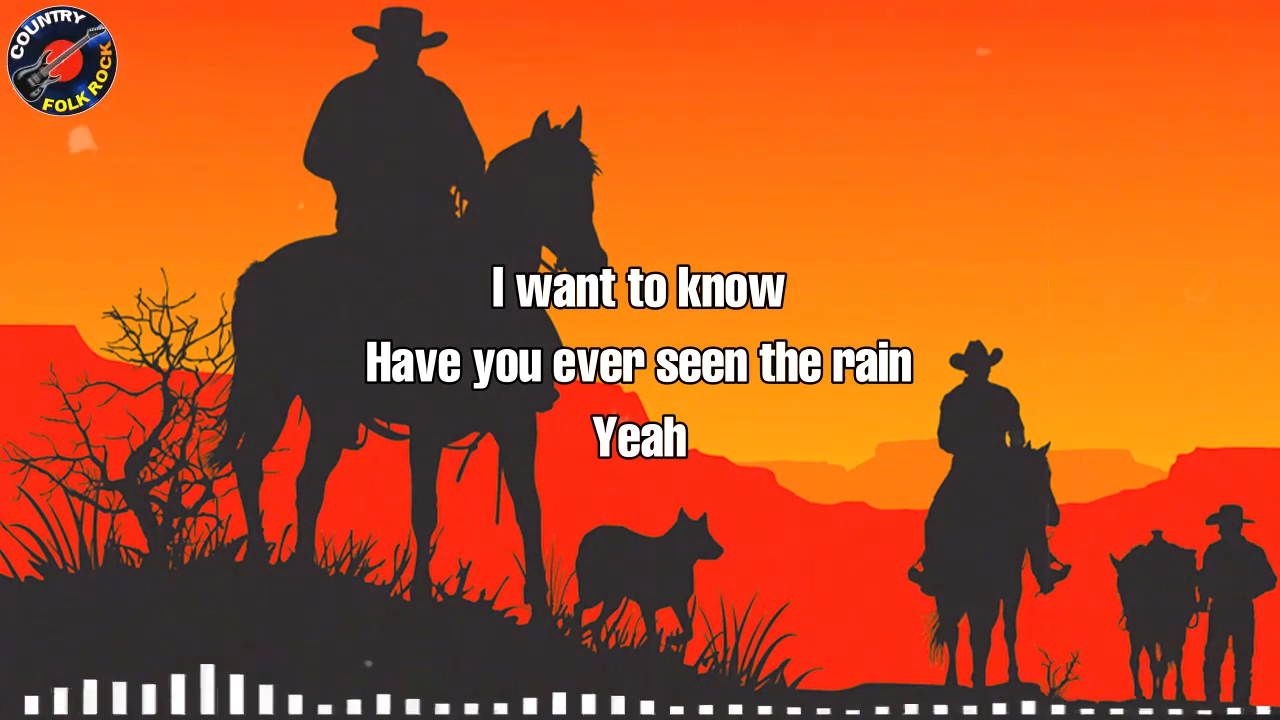 COUNTRY
FOLK ROCK
I want to know
Have you ever seen the rain
Yeah